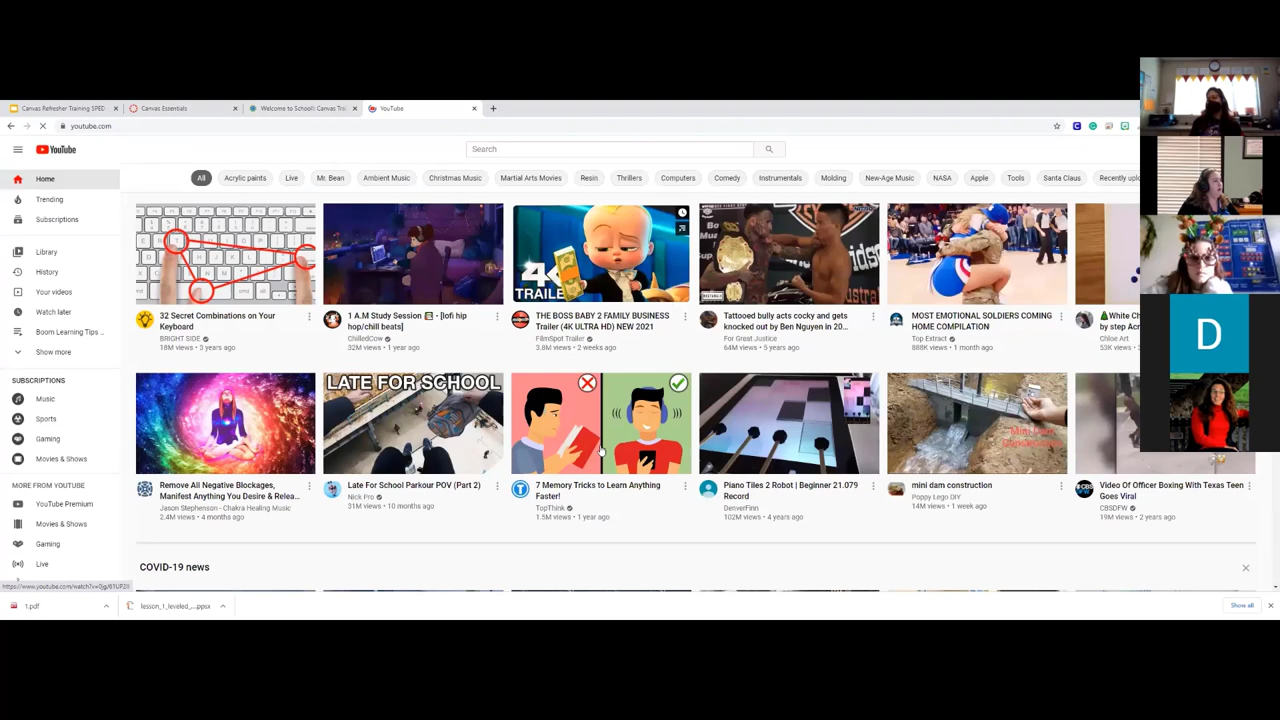 Canvas Refresher Training SPED
Canvas Essentials
Welcome to School!: Canvas Trai
YouTube
youtube.com
YouTube
Search
Home
Trending
Subscriptions
Library
History
Your videos
Watch later
Boom Learning Tips ...
Show more
SUBSCRIPTIONS
Music
Sports
Gaming
Movies & Shows
MORE FROM YOUTUBE
YouTube Premium
Movies & Shows
Gaming
Live
All Acrylic paints Live Mr. Bean Ambient Music Christmas Music Martial Arts Movies Resin Thrillers Computers Comedy Instrumentals Molding New-Age Music NASA Apple Tools Santa Claus Recently uplo
32 Secret Combinations on Your
Keyboard
BRIGHT SIDE
18M views • 3 years ago
1 A.M Study Session 📚 - [lofi hip
hop/chill beats]
ChilledCow
32M views • 1 year ago
4K
TRAILE
THE BOSS BABY 2 FAMILY BUSINESS
Trailer (4K ULTRA HD) NEW 2021
FilmSpot Trailer
3.8M views • 2 weeks ago
Tattooed bully acts cocky and gets
knocked out by Ben Nguyen in 20...
For Great Justice
64M views • 5 years ago
MOST EMOTIONAL SOLDIERS COMING
HOME COMPILATION
Top Extract
888K views • 1 month ago
🎄White Ch
by step Acr
Chloe Art
53K views
Remove All Negative Blockages,
Manifest Anything You Desire & Relea...
Jason Stephenson - Chakra Healing Music
2.4M views • 4 months ago
LATE FOR SCHOOL
Late For School Parkour POV (Part 2)
Nick Pro
31M views • 10 months ago
7 Memory Tricks to Learn Anything
Faster!
TopThink
1.5M views • 1 year ago
Piano Tiles 2 Robot | Beginner 21.079
Record
DenverFinn
102M views • 4 years ago
Mini Dam
mini dam construction
Poppy Lego DIY
14M views • 1 week ago
Video Of Officer Boxing With Texas Teen
Goes Viral
CBSDFW
19M views • 2 years ago
D
COVID-19 news
1.pdf
lesson_1_leveled_....ppsx
Show all